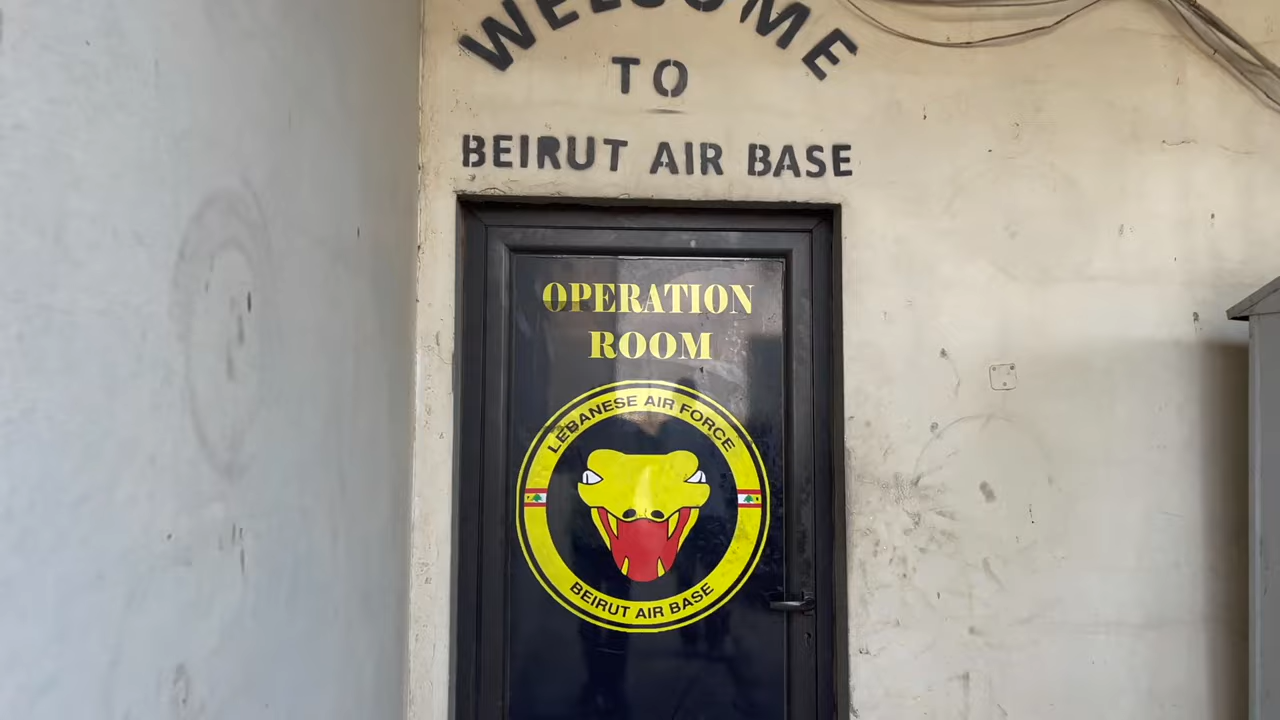 WELCOME
TO
BEIRUT AIR BASE
OPERATION
ROOM
LEBANESE AIR FORCE
BEIRUT AIR BASE